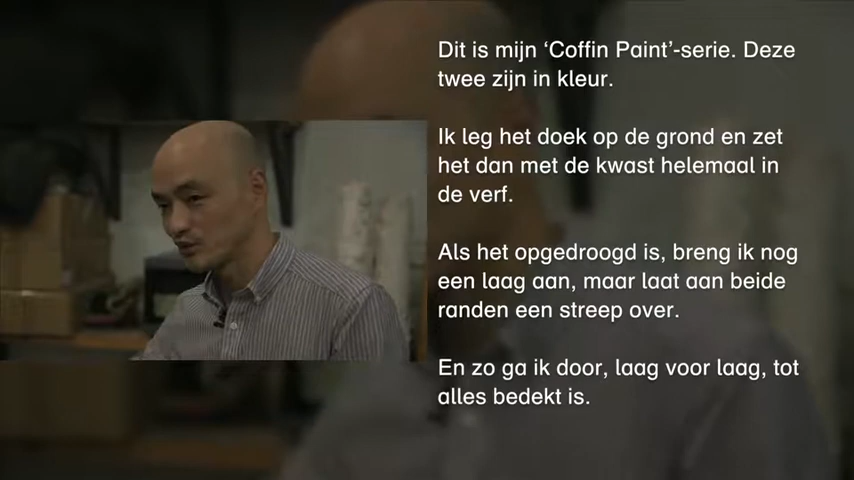 Dit is mijn ‘Coffin Paint’-serie. Deze
twee zijn in kleur.
Ik leg het doek op de grond en zet
het dan met de kwast helemaal in
de verf.
Als het opgedroogd is, breng ik nog
een laag aan, maar laat aan beide
randen een streep over.
En zo ga ik door, laag voor laag, tot
alles bedekt is.